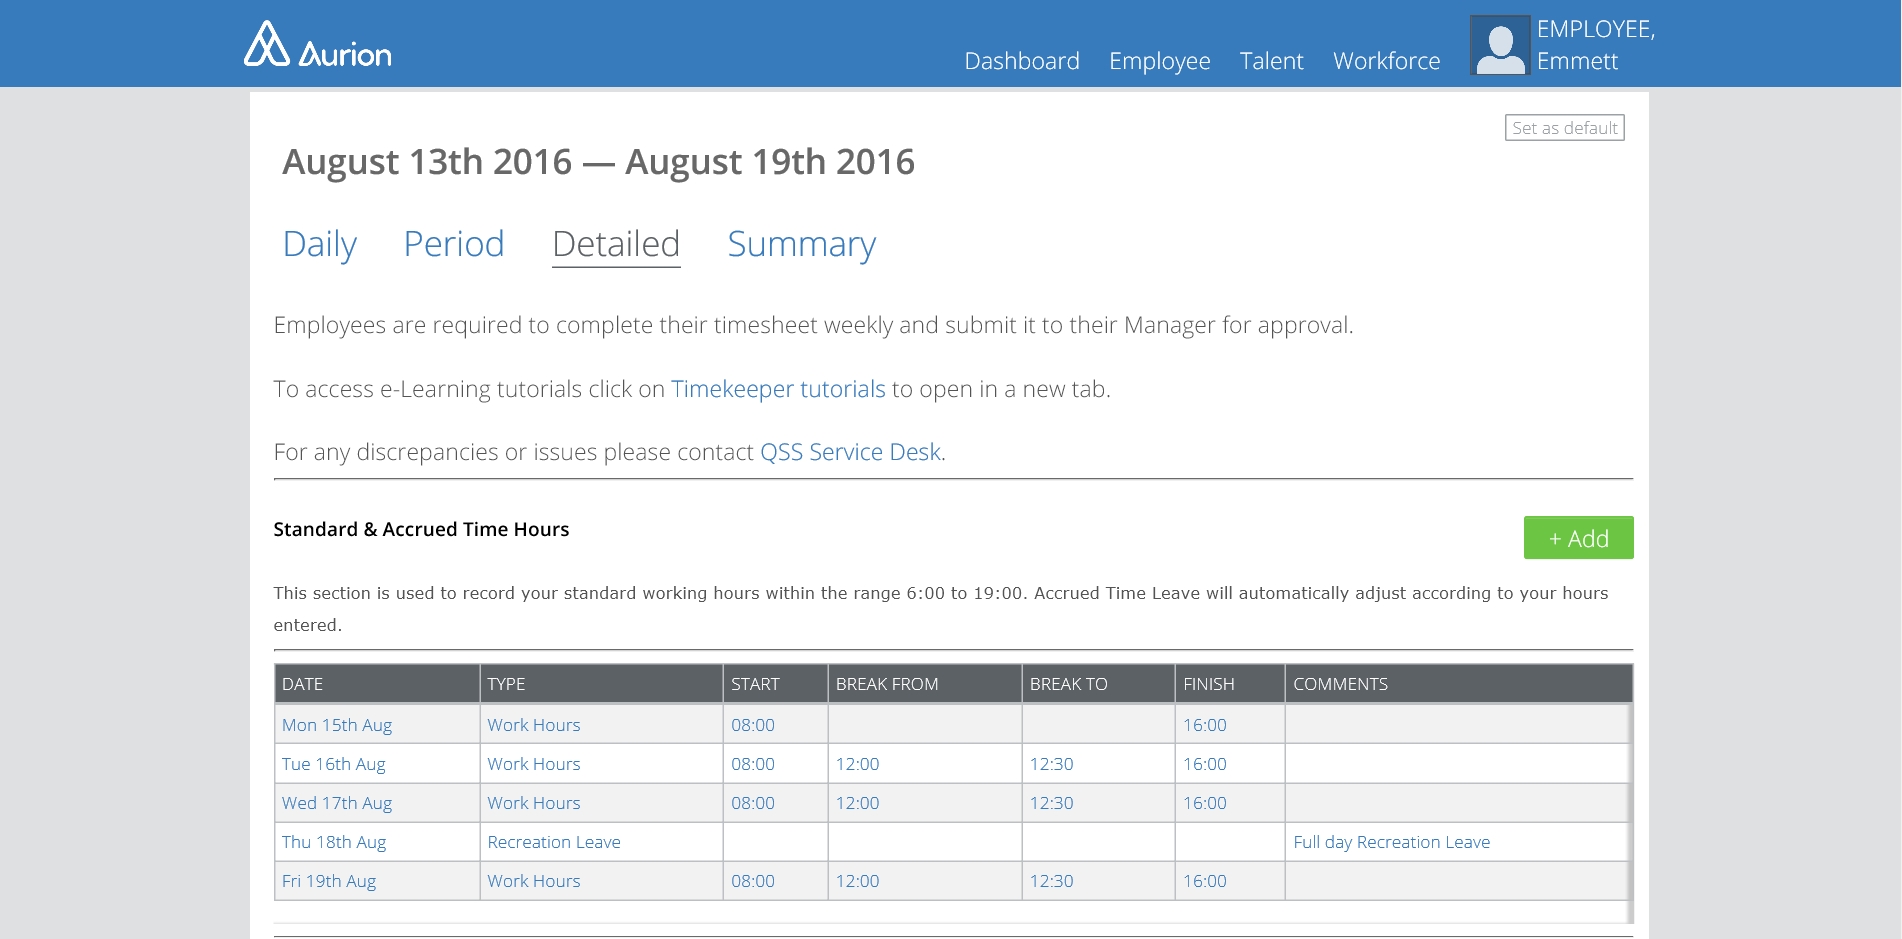 Aurion
Dashboard Employee Talent Workforce
EMPLOYEE,
Emmett
Set as default
August 13th 2016 — August 19th 2016
Daily Period Detailed Summary
Employees are required to complete their timesheet weekly and submit it to their Manager for approval.
To access e-Learning tutorials click on Timekeeper tutorials to open in a new tab.
For any discrepancies or issues please contact QSS Service Desk.
Standard & Accrued Time Hours
+ Add
This section is used to record your standard working hours within the range 6:00 to 19:00. Accrued Time Leave will automatically adjust according to your hours
entered.
DATE TYPE START BREAK FROM BREAK TO FINISH COMMENTS
Mon 15th Aug Work Hours 08:00 16:00
Tue 16th Aug Work Hours 08:00 12:00 12:30 16:00
Wed 17th Aug Work Hours 08:00 12:00 12:30 16:00
Thu 18th Aug Recreation Leave Full day Recreation Leave
Fri 19th Aug Work Hours 08:00 12:00 12:30 16:00